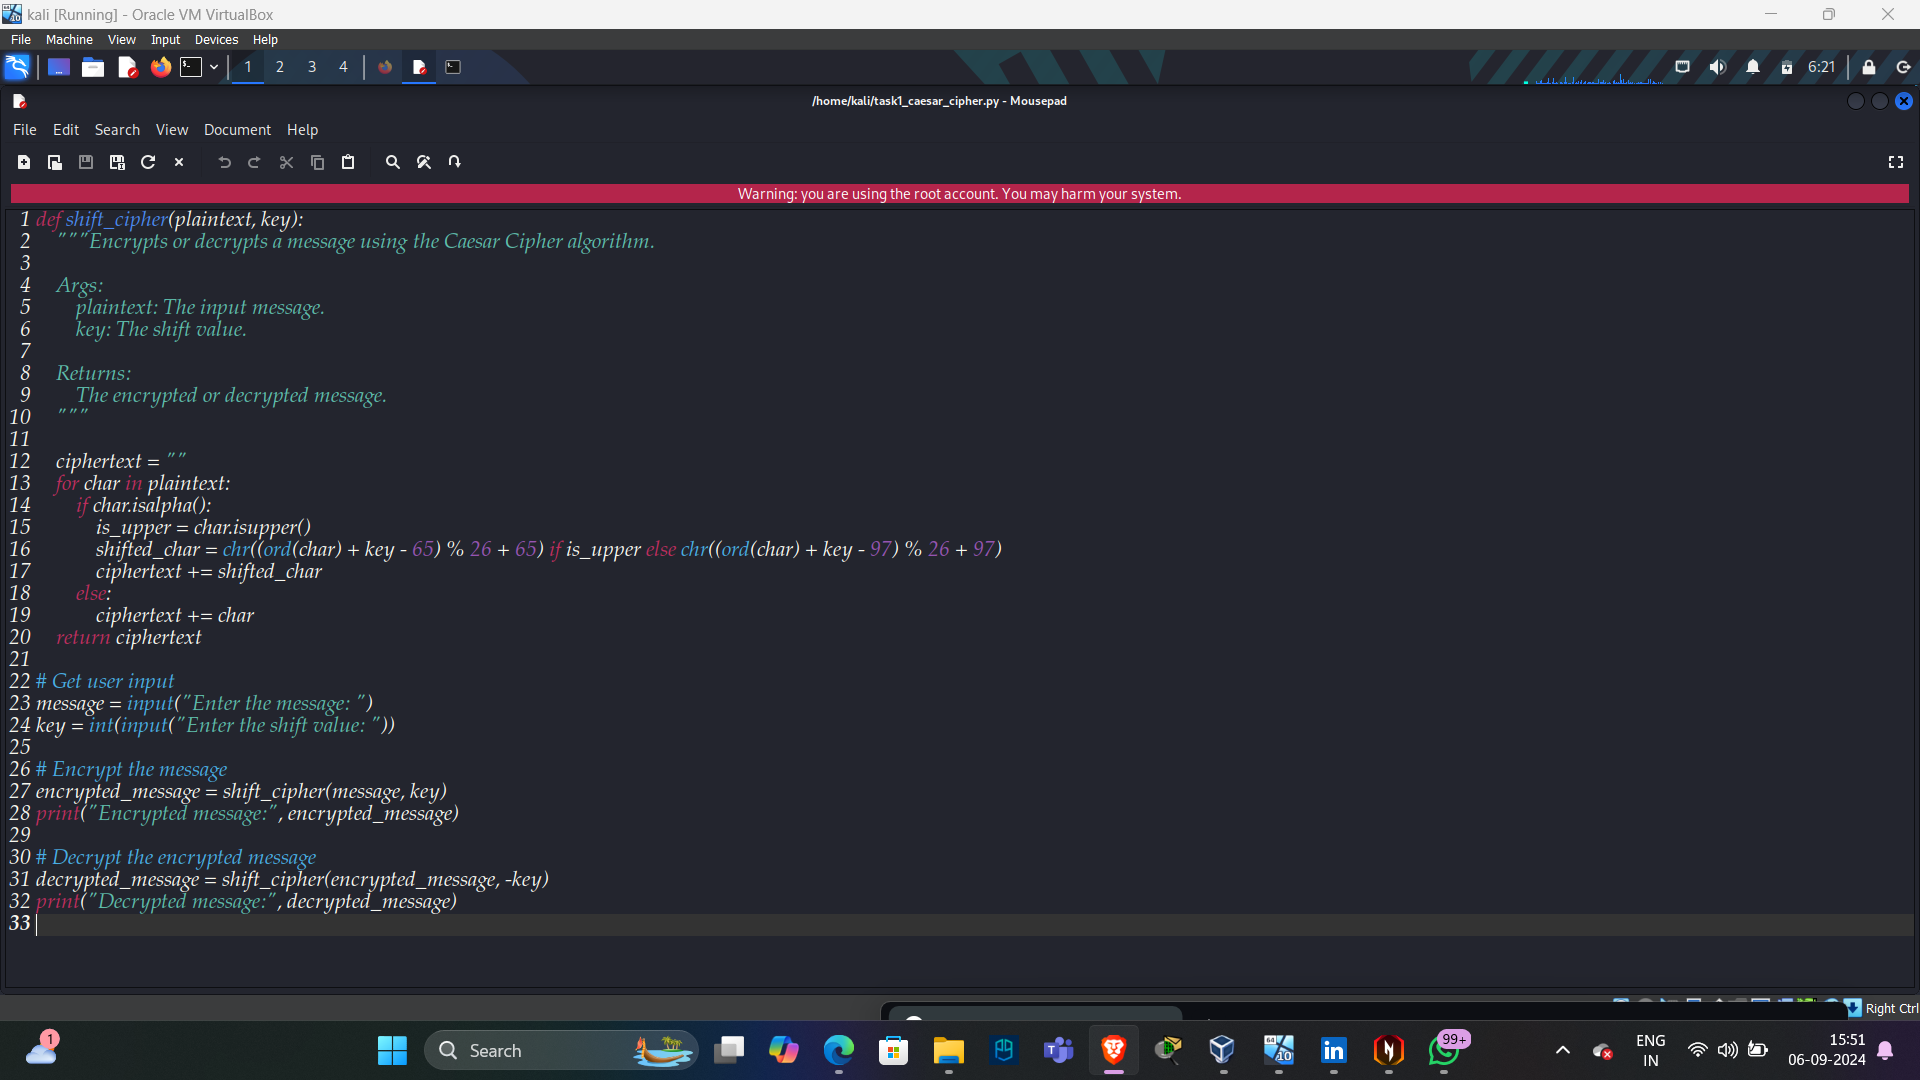 kali [Running] - Oracle VM VirtualBox
File Machine View Input Devices Help
1 2 3 4 6:21
/home/kali/task1_caesar_cipher.py - Mousepad
File Edit Search View Document Help
Warning: you are using the root account. You may harm your system.
1 def shift_cipher(plaintext, key):
2 """Encrypts or decrypts a message using the Caesar Cipher algorithm.
3
4 Args:
5 plaintext: The input message.
6 key: The shift value.
7
8 Returns:
9 The encrypted or decrypted message.
10 """
11
12 ciphertext = ""
13 for char in plaintext:
14 if char.isalpha():
15 is_upper = char.isupper()
16 shifted_char = chr((ord(char) + key - 65) % 26 + 65) if is_upper else chr((ord(char) + key - 97) % 26 + 97)
17 ciphertext += shifted_char
18 else:
19 ciphertext += char
20 return ciphertext
21
22 # Get user input
23 message = input("Enter the message: ")
24 key = int(input("Enter the shift value: "))
25
26 # Encrypt the message
27 encrypted_message = shift_cipher(message, key)
28 print("Encrypted message:", encrypted_message)
29
30 # Decrypt the encrypted message
31 decrypted_message = shift_cipher(encrypted_message, -key)
32 print("Decrypted message:", decrypted_message)
33
Right Ctrl
1
Search
99+
ENG
IN
15:51
06-09-2024